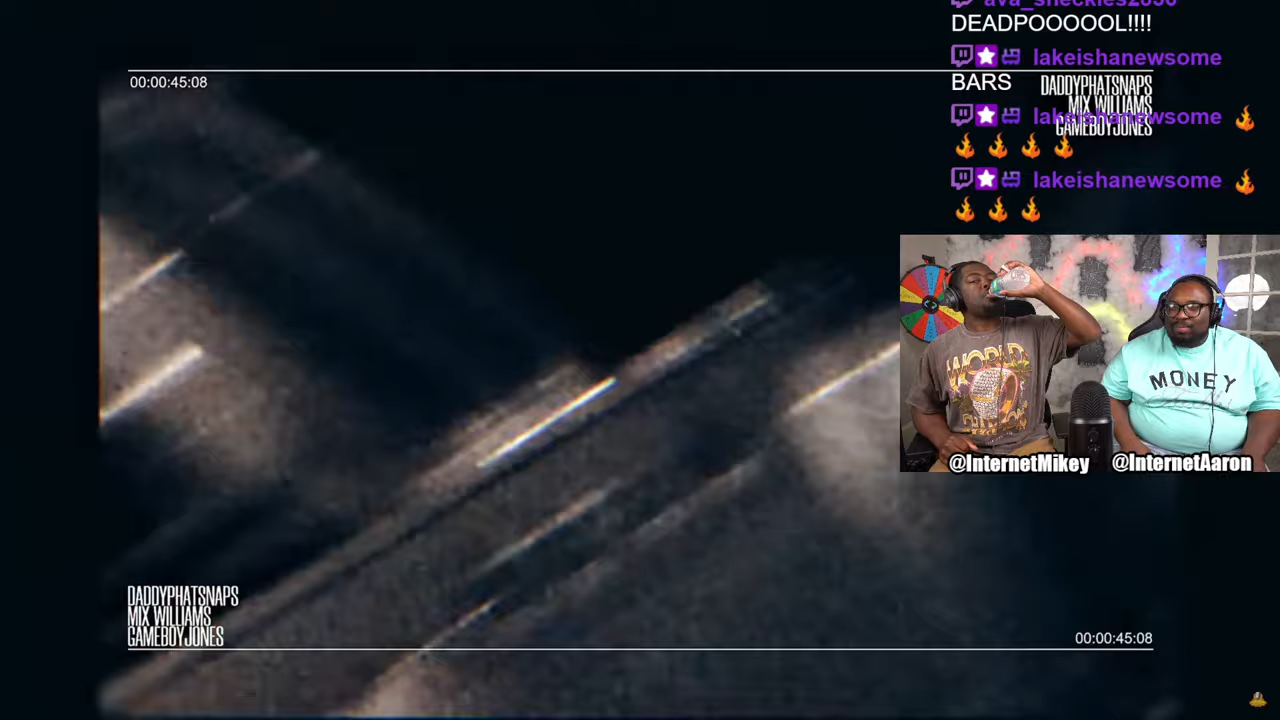 DEADPOOOOOL!!!!
lakeishanewsome
BARS
lakeishanewsome
lakeishanewsome
00:00:45:08
DADDYPHATSNAPS
MIX WILLIAMS
GAMEBOYJONES
WORLD
MONEY
@InternetMikey
@InternetAaron
DADDYPHATSNAPS
MIX WILLIAMS
GAMEBOYJONES
00:00:45:08